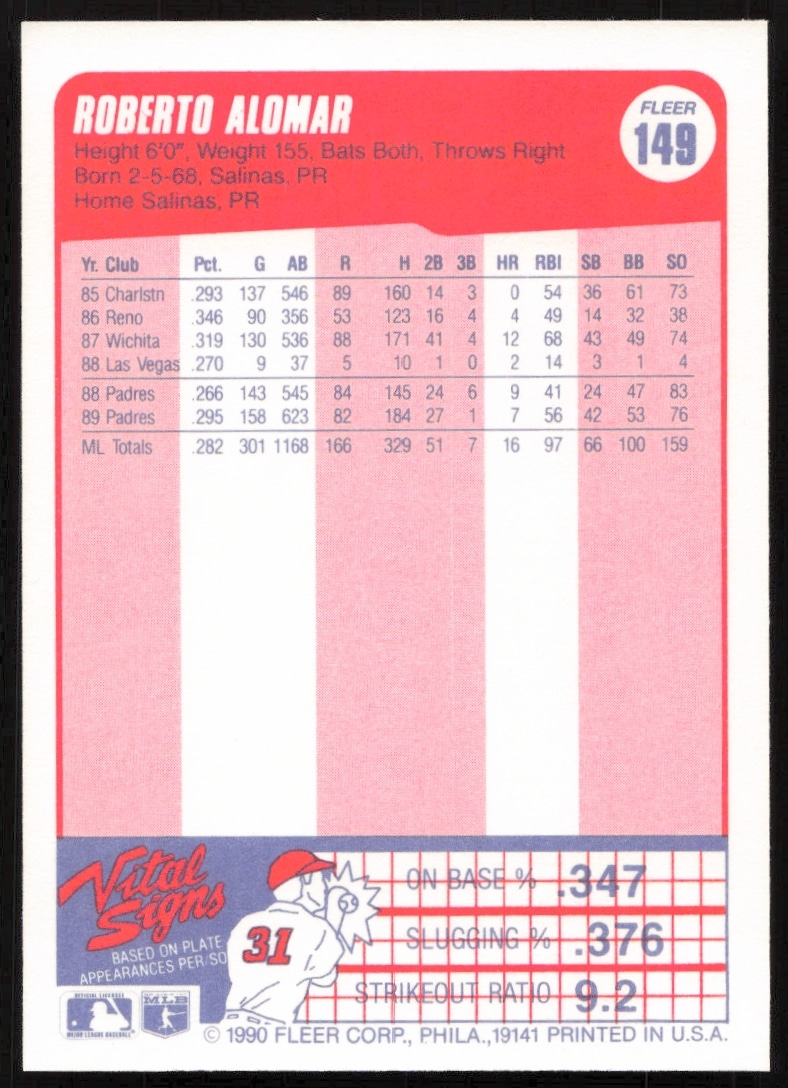 ROBERTO ALOMAR
FLEER
149
Height 6'0", Weight 155, Bats Both, Throws Right
Born 2-5-68, Salinas, PR
Home Salinas, PR
Yr. Club Pct. G AB R H 2B 3B HR RBI SB BB SO
85 Charlstn .293 137 546 89 160 14 3 0 54 36 61 73
86 Reno .346 90 356 53 123 16 4 4 49 14 32 38
87 Wichita .319 130 536 88 171 41 4 12 68 43 49 74
88 Las Vegas .270 9 37 5 10 1 0 2 14 3 1 4
88 Padres .266 143 545 84 145 24 6 9 41 24 47 83
89 Padres .295 158 623 82 184 27 1 7 56 42 53 76
ML Totals .282 301 1168 166 329 51 7 16 97 66 100 159
Vital
Signs
BASED ON PLATE
APPEARANCES PER/SO
31
ON BASE % .347
SLUGGING % .376
STRIKEOUT RATIO 9.2
OFFICIAL LICENSEE
MAJOR LEAGUE BASEBALL
MLB
© 1990 FLEER CORP., PHILA.,19141 PRINTED IN U.S.A.